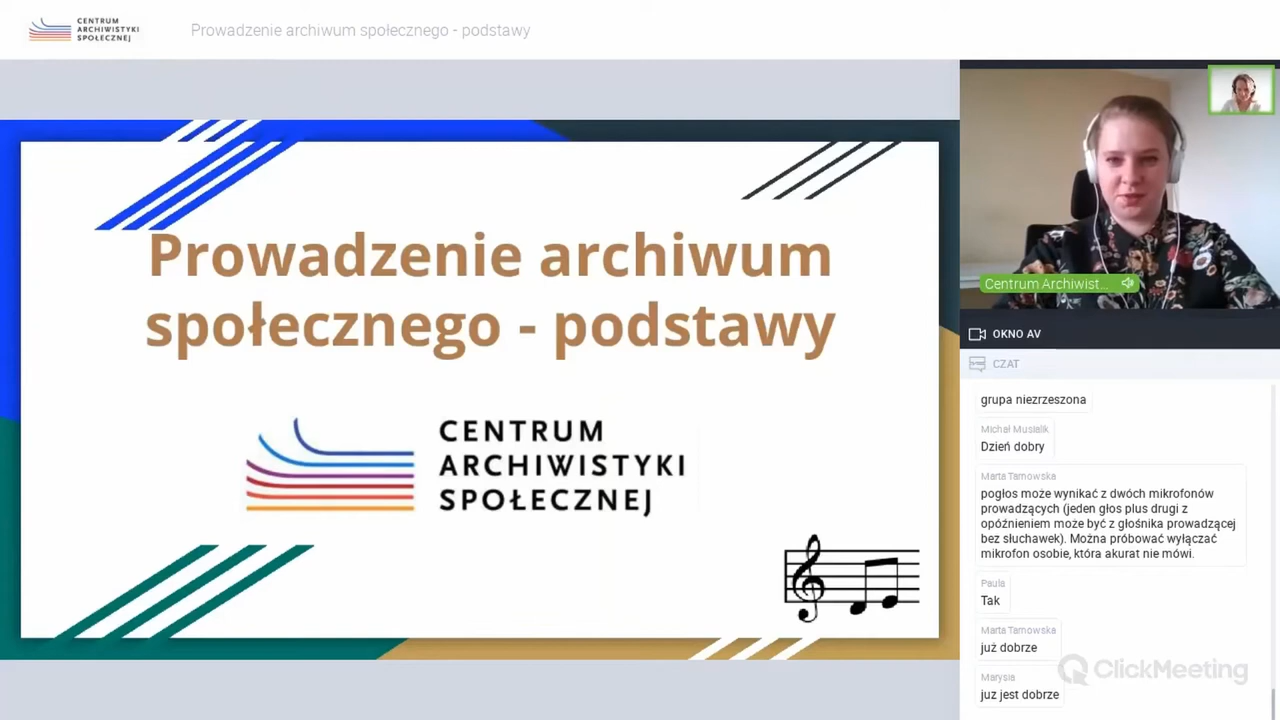 CENTRUM
ARCHIWISTYKI
SPOŁECZNEJ
Prowadzenie archiwum społecznego - podstawy
Prowadzenie archiwum
społecznego - podstawy
CENTRUM
ARCHIWISTYKI
SPOŁECZNEJ
Centrum Archiwist...
OKNO AV
CZAT
grupa niezrzeszona
Michał Musialik
Dzień dobry
Marta Tarnowska
pogłos może wynikać z dwóch mikrofonów
prowadzących (jeden głos plus drugi z
opóźnieniem może być z głośnika prowadzącej
bez słuchawek). Można próbować wyłączać
mikrofon osobie, która akurat nie mówi.
Paula
Tak
Marta Tarnowska
już dobrze
Marysia
juz jest dobrze
ClickMeeting